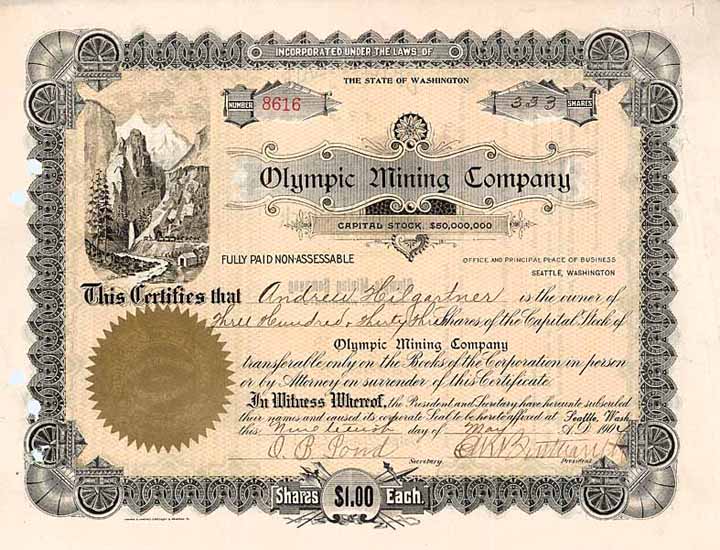 INCORPORATED UNDER THE LAWS OF
THE STATE OF WASHINGTON
NUMBER 8616
333 SHARES
Olympic Mining Company
CAPITAL STOCK, $50,000,000
FULLY PAID NON-ASSESSABLE
OFFICE AND PRINCIPAL PLACE OF BUSINESS
SEATTLE, WASHINGTON
This Certifies that Andrew Hilgartner is the owner of
Three Hundred & Thirty Three Shares of the Capital Stock of
Olympic Mining Company
transferable only on the Books of the Corporation in person
or by Attorney on surrender of this Certificate.
In Witness Whereof, the President and Secretary have hereunto subscribed
their names and caused its corporate Seal to be hereto affixed at Seattle, Wash.
this Nineteenth day of May A.D. 190
O. B. Pond
Secretary
President
Shares $1.00 Each.